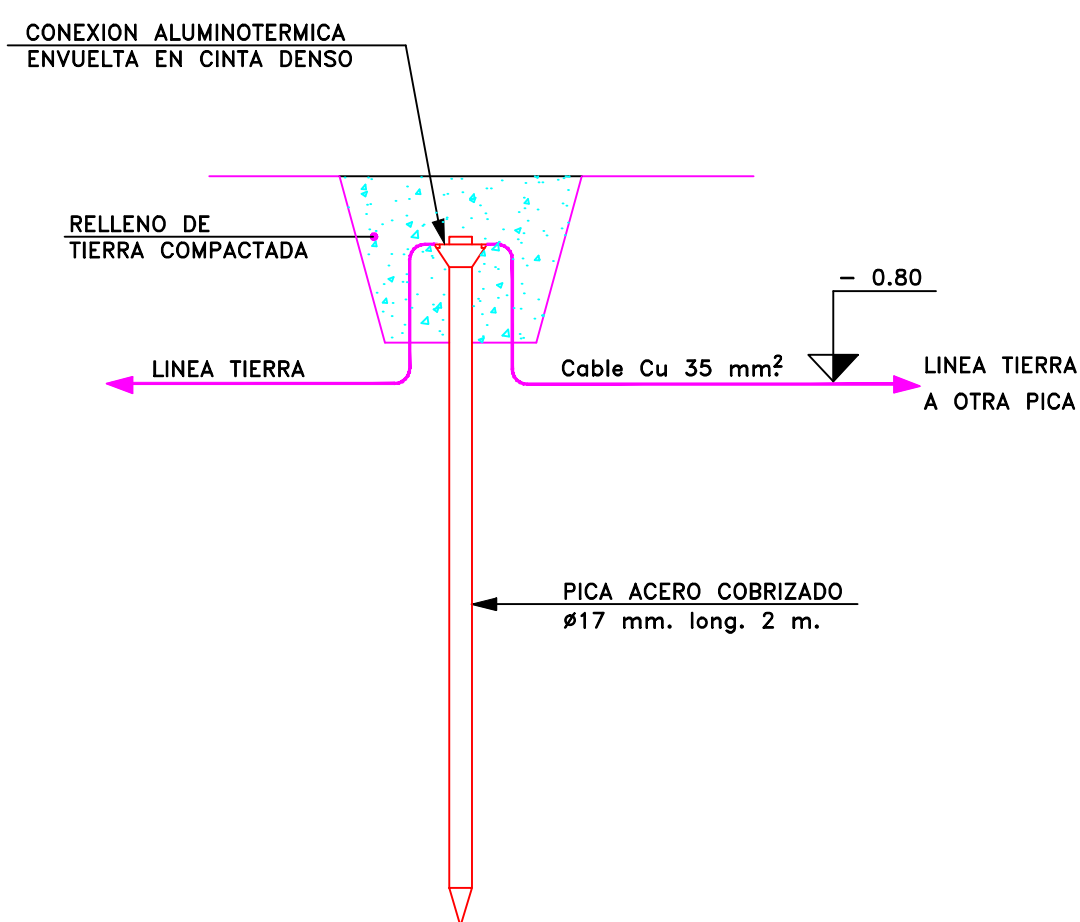 CONEXION ALUMINOTERMICA
ENVUELTA EN CINTA DENSO
RELLENO DE
TIERRA COMPACTADA
- 0.80
LINEA TIERRA
Cable Cu 35 mm.²
LINEA TIERRA
A OTRA PICA
PICA ACERO COBRIZADO
Ø17 mm. long. 2 m.